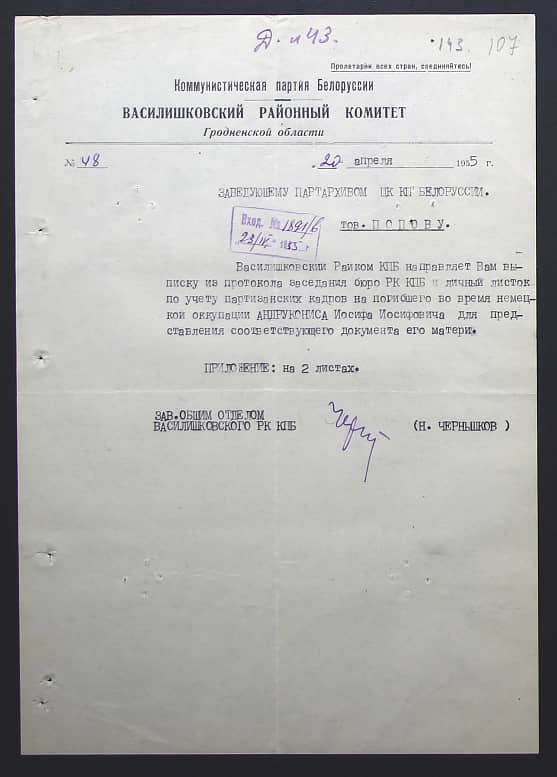 Д. л 43.
143. 107
Пролетарии всех стран, соединяйтесь!
Коммунистическая партия Белоруссии
ВАСИЛИШКОВСКИЙ РАЙОННЫЙ КОМИТЕТ
Гродненской области
№ 48 „20 апреля 1955 г.
ЗАВЕДУЮЩЕМУ ПАРТАРХИВОМ ЦК КП БЕЛОРУССИИ.
тов. П О П О В У.
Вход. № 1891/6
23/IV 1955 г.
Василишковский Райком КПБ направляет Вам вы-
писку из протокола заседания бюро РК КПБ и личный листок
по учету партизанских кадров на погибшего во время немец-
кой оккупации АНДРУКОНИСА Иосифа Иосифовича для пред-
ставления соответствующего документа его матери.
ПРИЛОЖЕНИЕ: на 2 листах.
ЗАВ.ОБЩИМ ОТДЕЛОМ
ВАСИЛИШКОВСКОГО РК КПБ (Н. ЧЕРНЫШКОВ )